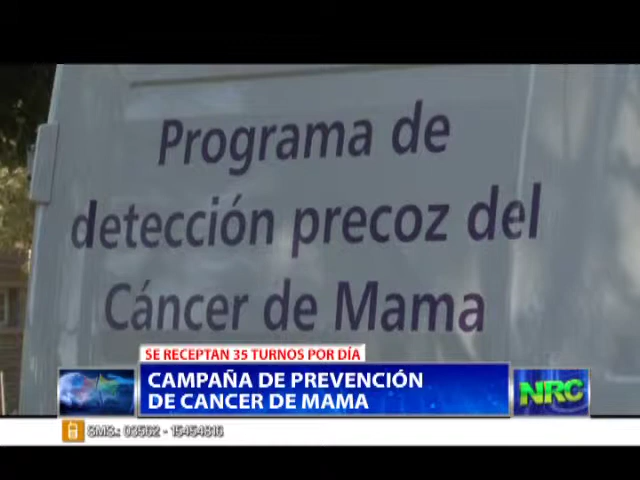 Programa de
detección precoz del
Cáncer de Mama
SE RECEPTAN 35 TURNOS POR DÍA
CAMPAÑA DE PREVENCIÓN
DE CANCER DE MAMA
NRC
SMS.: 03562 - 15454816